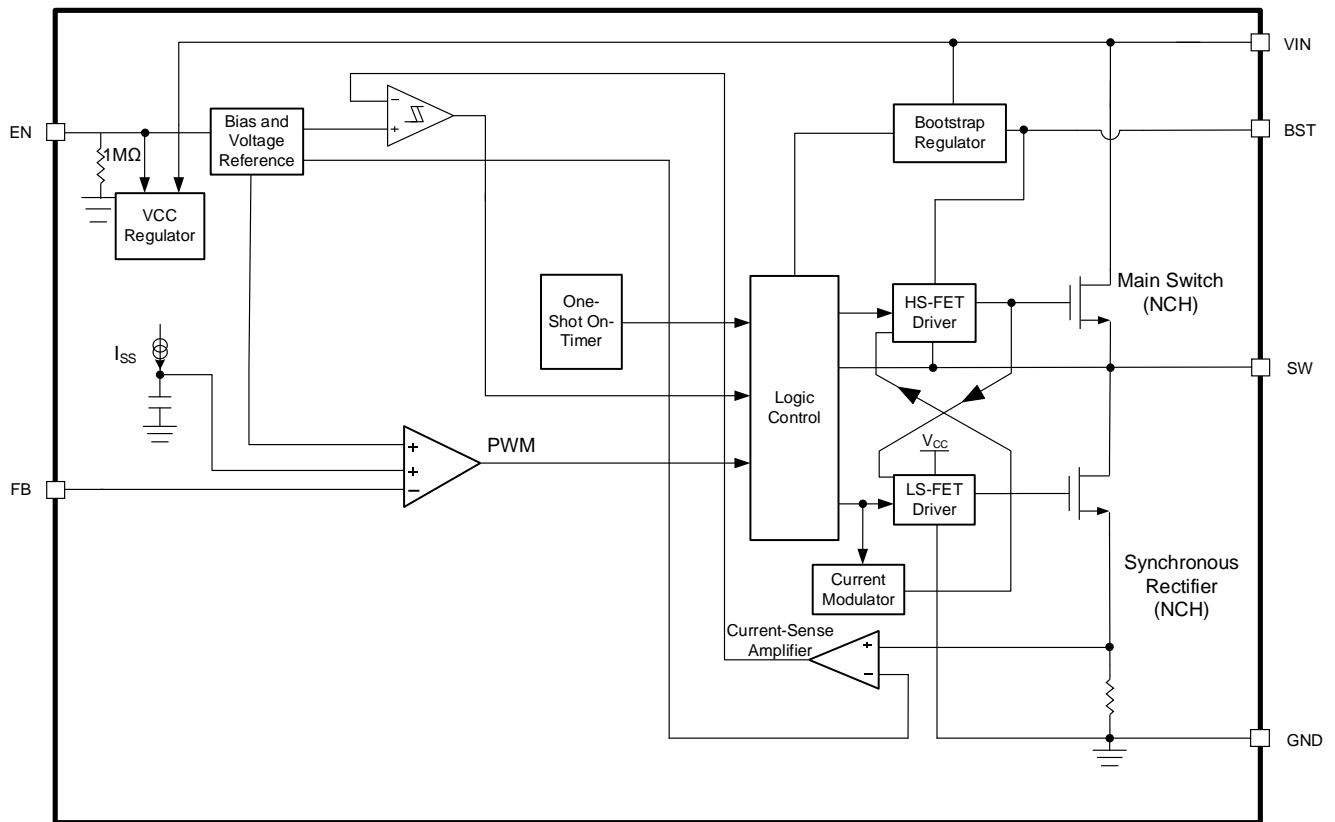 VIN
EN
Bias and
Voltage
Reference
−
+
Bootstrap
Regulator
BST
1MΩ
VCC
Regulator
One-
Shot On-
Timer
HS-FET
Driver
Main Switch
(NCH)
ISS
SW
Logic
Control
PWM
+
+
−
VCC
FB
LS-FET
Driver
Current
Modulator
Synchronous
Rectifier
(NCH)
Current-Sense
Amplifier
+
−
GND